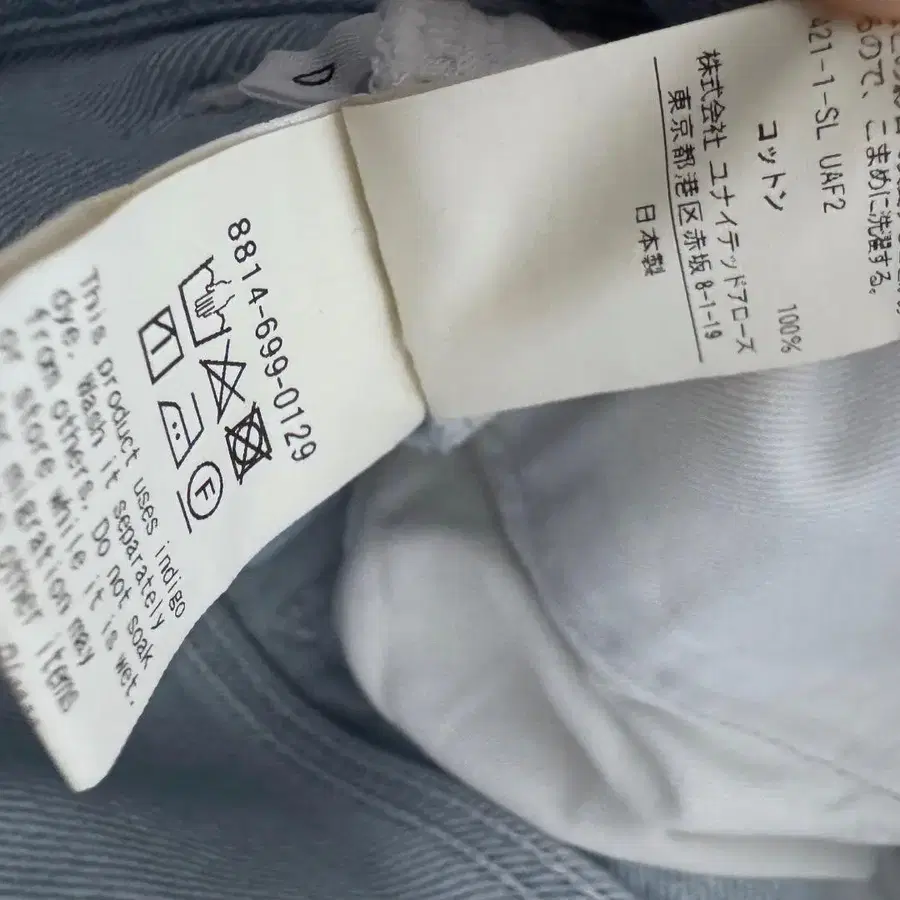 D
8814-699-0129
F
This product uses indigo
dye. Wash it separately
from others. Do not soak
or store while it is wet.
migration may
items
るので、こまめに洗濯する。
421-1-SL UAF2
コットン 100%
株式会社 ユナイテッドアローズ
東京都港区赤坂 8-1-19
日本製